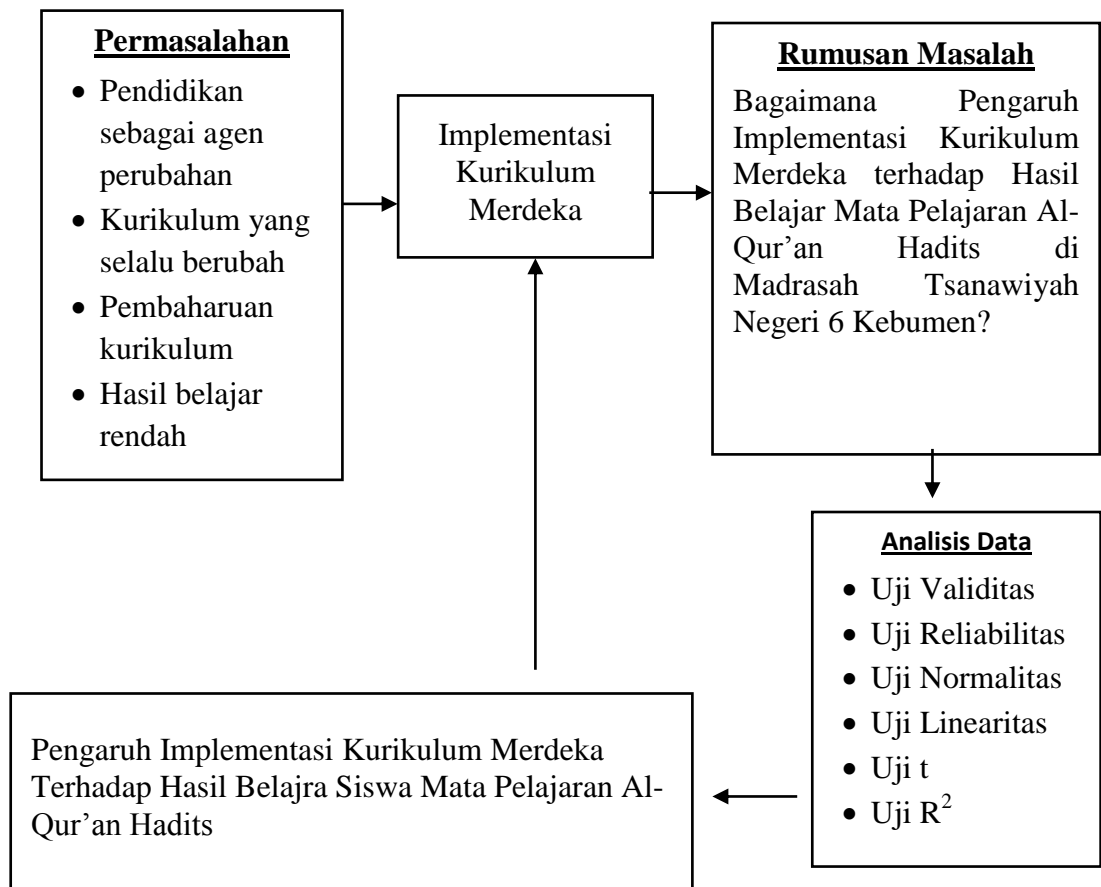 Permasalahan
• Pendidikan
sebagai agen
perubahan
• Kurikulum yang
selalu berubah
• Pembaharuan
kurikulum
• Hasil belajar
rendah
Implementasi
Kurikulum
Merdeka
Rumusan Masalah
Bagaimana Pengaruh
Implementasi Kurikulum
Merdeka terhadap Hasil
Belajar Mata Pelajaran Al-
Qur’an Hadits di
Madrasah Tsanawiyah
Negeri 6 Kebumen?
Analisis Data
• Uji Validitas
• Uji Reliabilitas
• Uji Normalitas
• Uji Linearitas
• Uji t
• Uji R²
Pengaruh Implementasi Kurikulum Merdeka
Terhadap Hasil Belajra Siswa Mata Pelajaran Al-
Qur’an Hadits